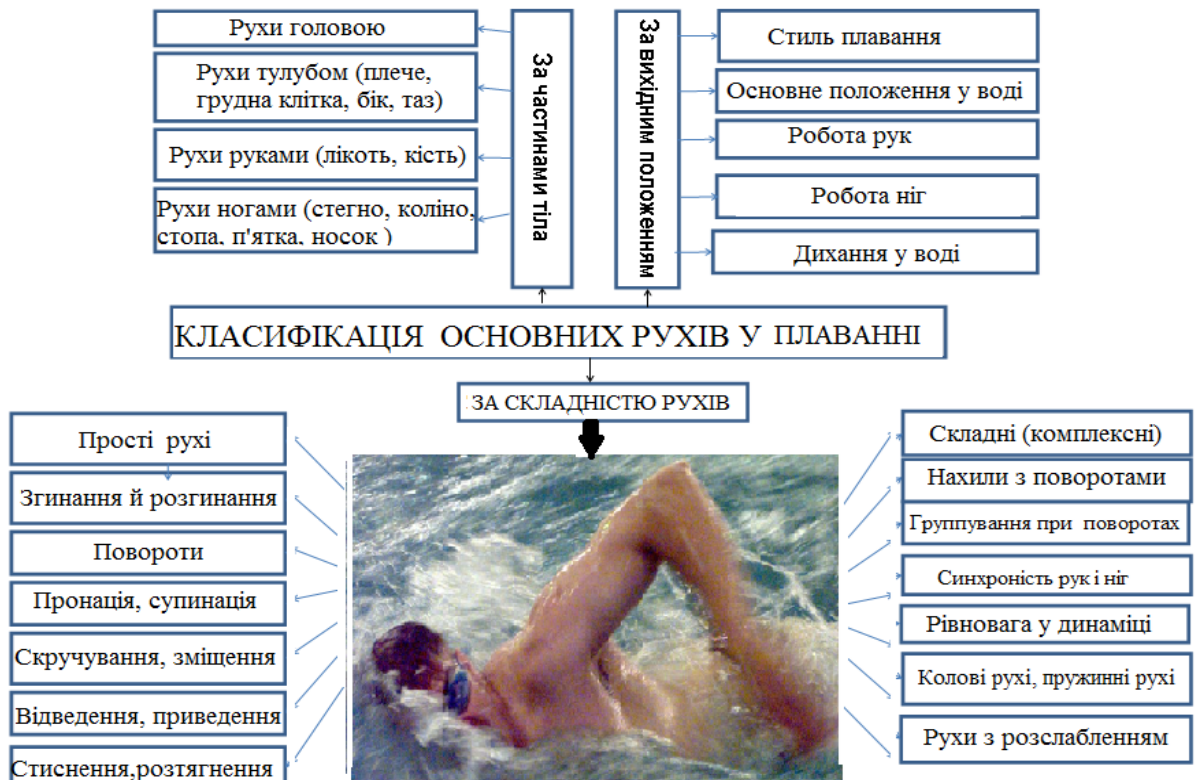 Рухи головою
Рухи тулубом (плече,
грудна клітка, бік, таз)
Рухи руками (лікоть, кість)
Рухи ногами (стегно, коліно,
стопа, п'ятка, носок )
За частинами тіла
За вихідним положенням
Стиль плавання
Основне положення у воді
Робота рук
Робота ніг
Дихання у воді
КЛАСИФІКАЦІЯ ОСНОВНИХ РУХІВ У ПЛАВАННІ
ЗА СКЛАДНІСТЮ РУХІВ
Прості рухі
Згинання й розгинання
Повороти
Пронація, супинація
Скручування, зміщення
Відведення, приведення
Стиснення,розтягнення
Складні (комплексні)
Нахили з поворотами
Группування при поворотах
Синхроність рук і ніг
Рівновага у динаміці
Колові рухі, пружинні рухі
Рухи з розслабленням